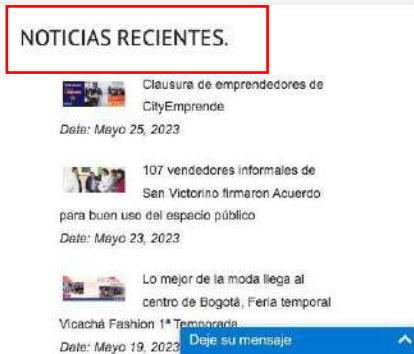 NOTICIAS RECIENTES.
Clausura de emprendedores de
CityEmprende
Date: Mayo 25, 2023
107 vendedores informales de
San Victorino firmaron Acuerdo
para buen uso del espacio público
Date: Mayo 23, 2023
Lo mejor de la moda llega al
centro de Bogotá, Feria temporal
Vicachá Fashion 1ª Temporada
Date: Mayo 19, 2023
Deje su mensaje